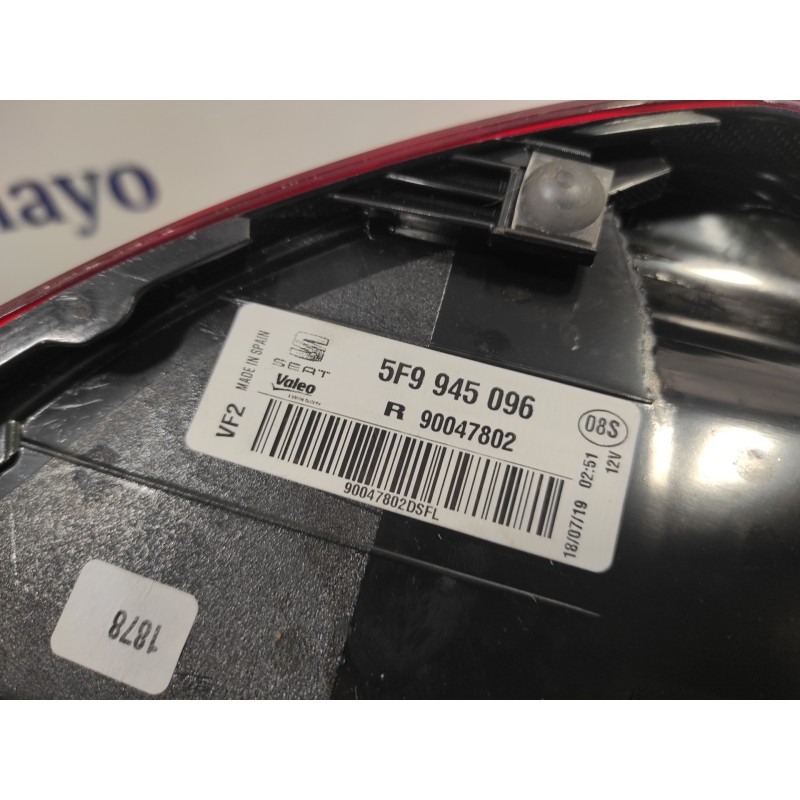 nayo
MADE IN SPAIN
VF2
SEAT
Valeo
5F9 945 096
R 90047802
90047802DSFL
08S
12V
18/07/19 02:51
1878